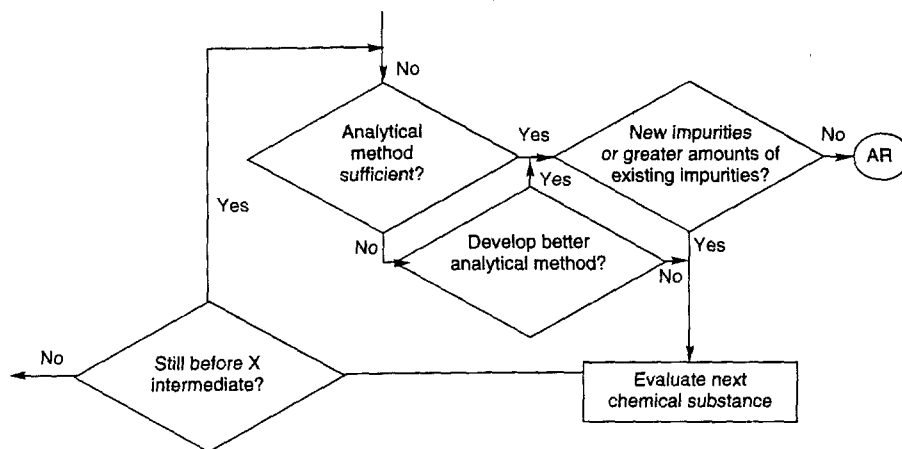 No
Analytical
method
sufficient?
Yes
New impurities
or greater amounts of
existing impurities?
No
AR
Yes
Yes
No
Develop better
analytical method?
No
Yes
No
Still before X
intermediate?
Evaluate next
chemical substance